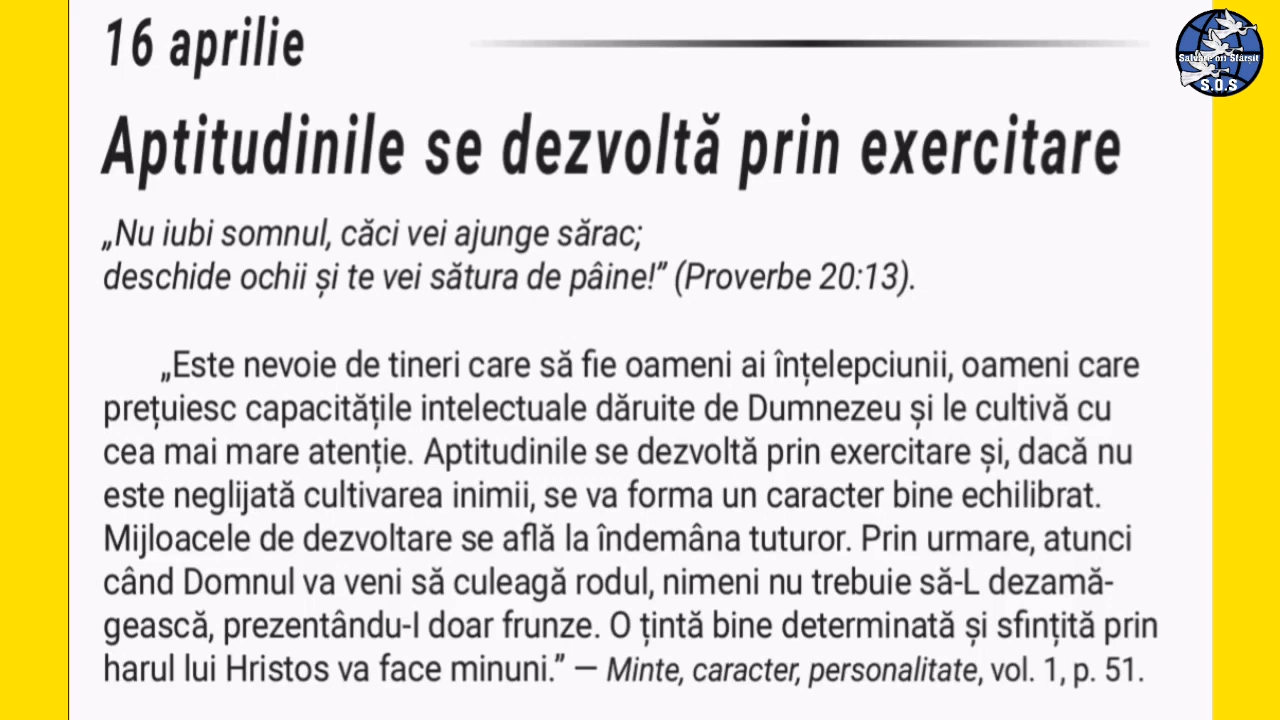 16 aprilie
Aptitudinile se dezvoltă prin exercitare
„Nu iubi somnul, căci vei ajunge sărac;
deschide ochii și te vei sătura de pâine!” (Proverbe 20:13).
„Este nevoie de tineri care să fie oameni ai înțelepciunii, oameni care
prețuiesc capacitățile intelectuale dăruite de Dumnezeu și le cultivă cu
cea mai mare atenție. Aptitudinile se dezvoltă prin exercitare și, dacă nu
este neglijată cultivarea inimii, se va forma un caracter bine echilibrat.
Mijloacele de dezvoltare se află la îndemâna tuturor. Prin urmare, atunci
când Domnul va veni să culeagă rodul, nimeni nu trebuie să-L dezamă-
gească, prezentându-I doar frunze. O țintă bine determinată și sfințită prin
harul lui Hristos va face minuni.” — Minte, caracter, personalitate, vol. 1, p. 51.
Sfârșit
S.O.S